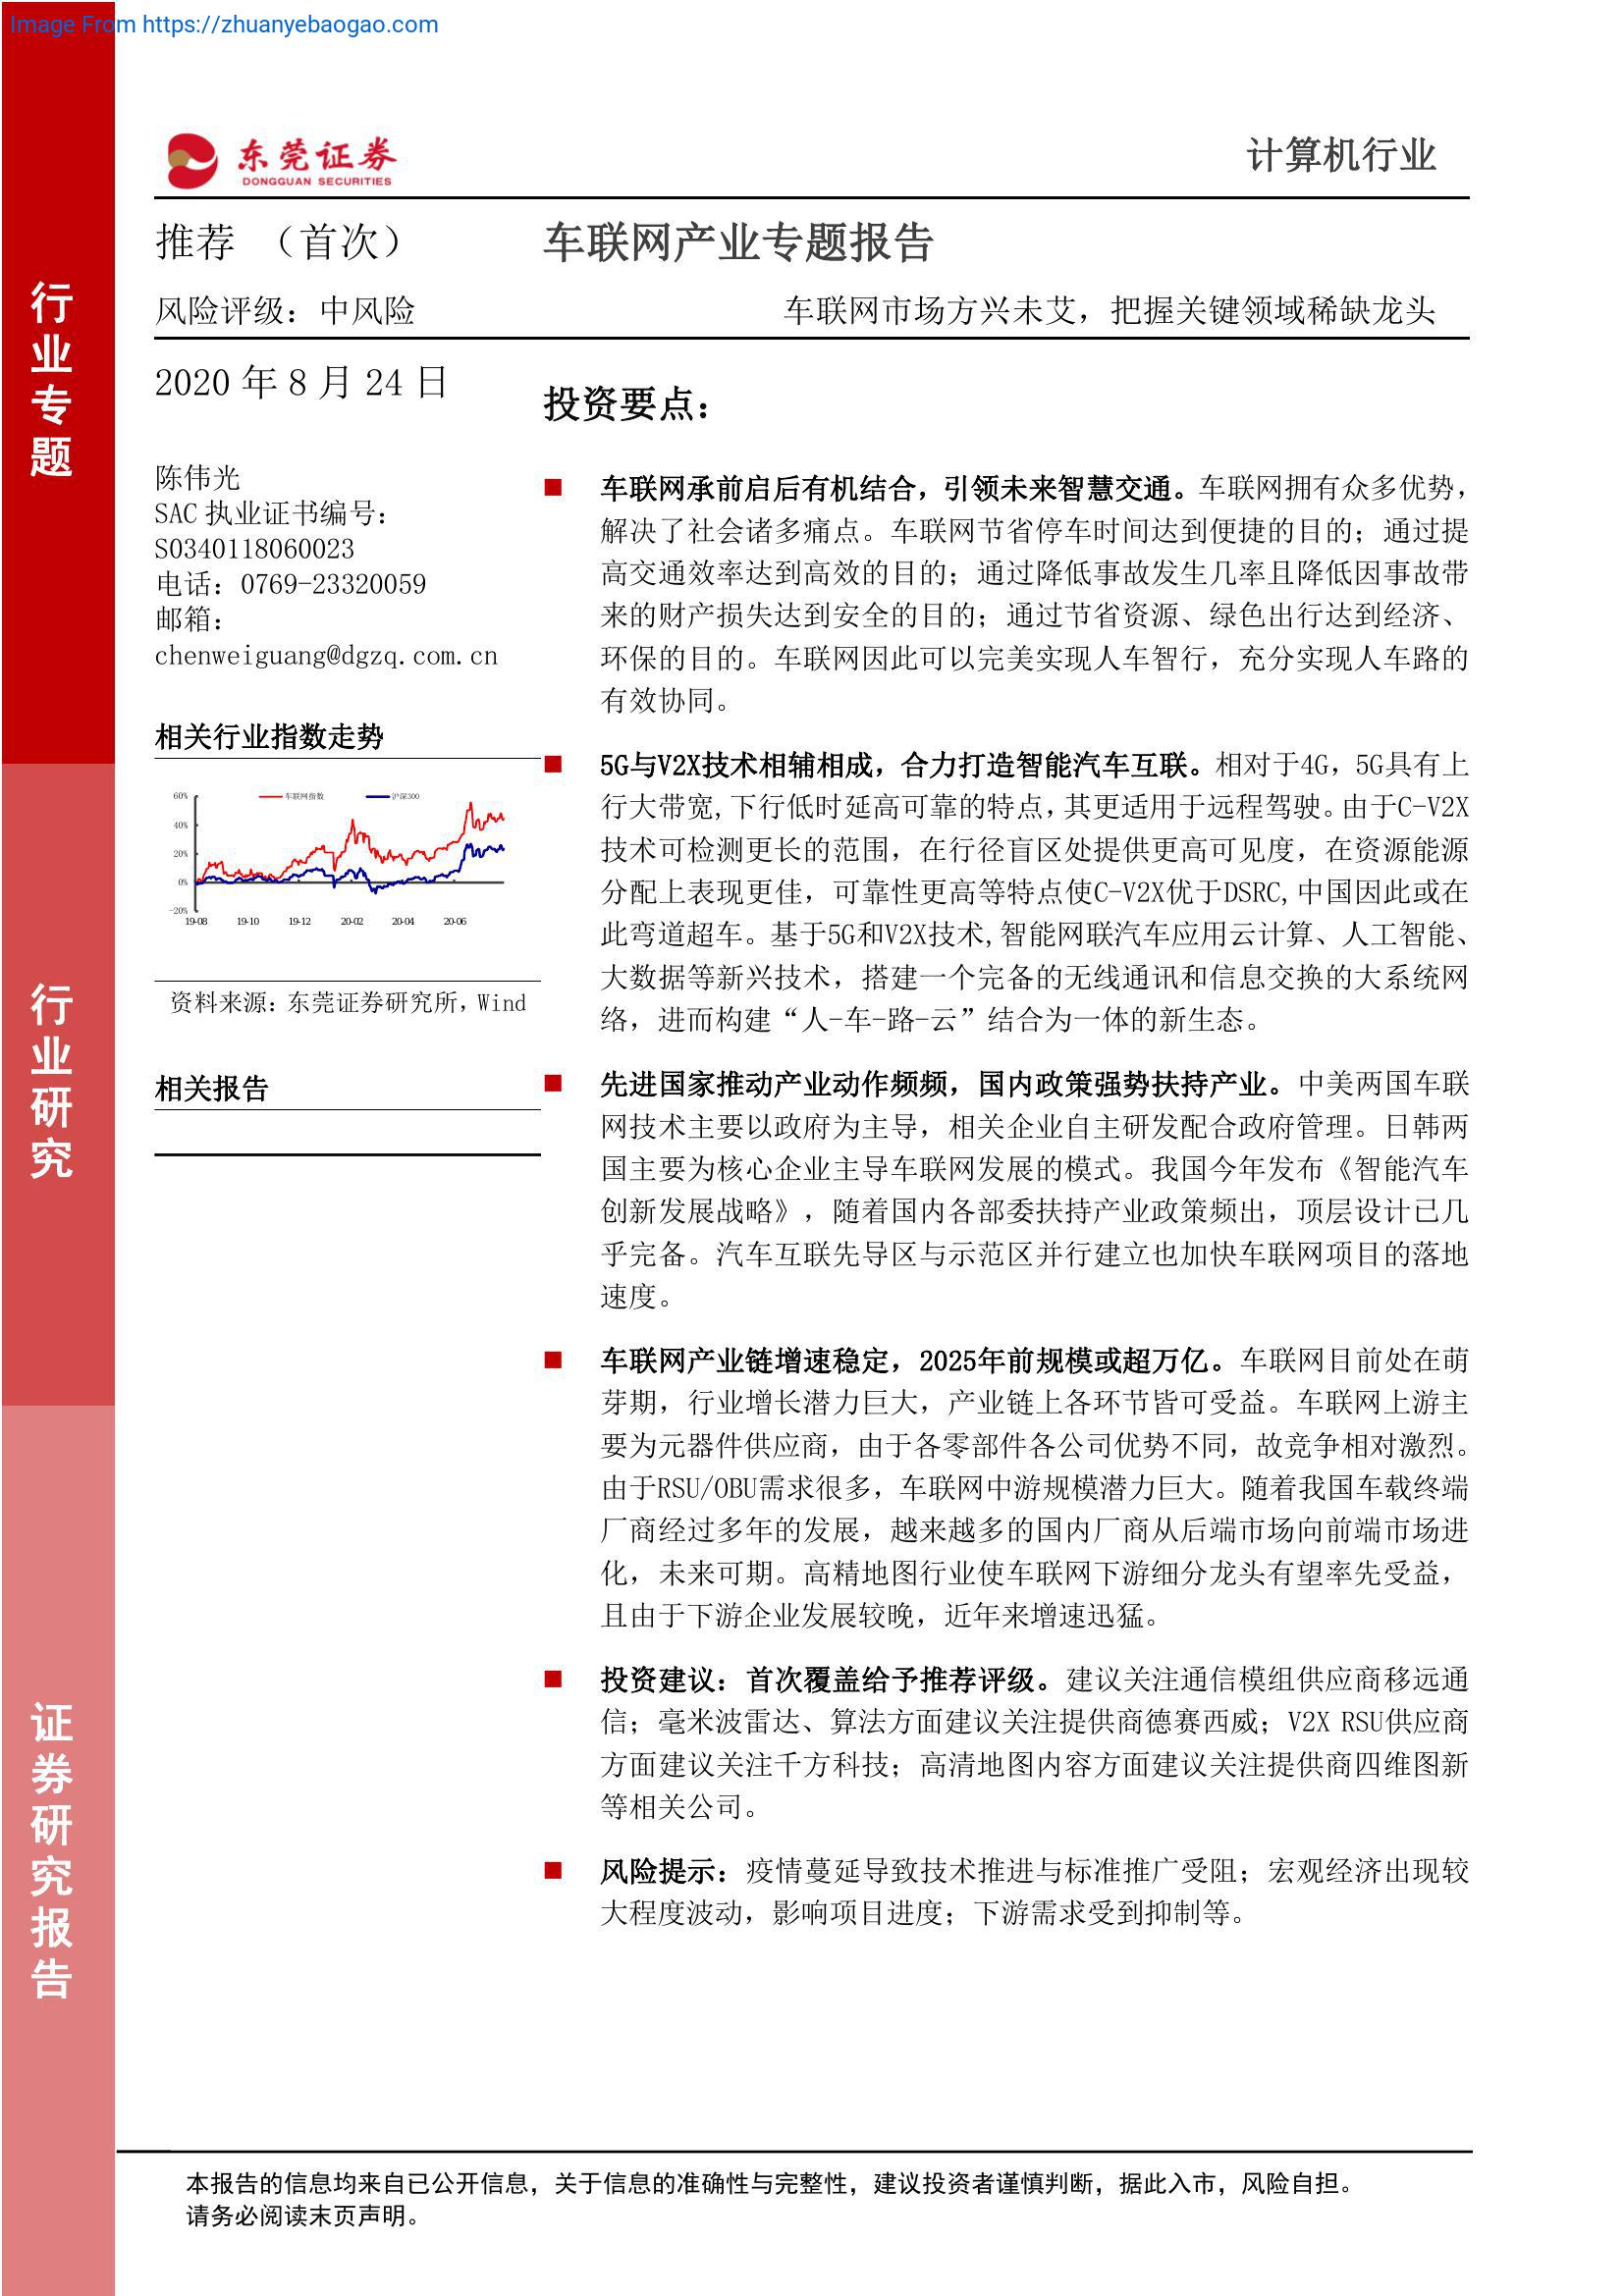 Image From https://zhuanyebaogao.com
东莞证券
DONGGUAN SECURITIES
计算机行业
推荐 （首次）
车联网产业专题报告
风险评级：中风险
车联网市场方兴未艾，把握关键领域稀缺龙头
2020 年 8 月 24 日
陈伟光
SAC 执业证书编号：
S0340118060023
电话：0769-23320059
邮箱：
chenweiguang@dgzq.com.cn
相关行业指数走势
60%
40%
20%
0%
-20%
车联网指数
沪深300
19-08
19-10
19-12
20-02
20-04
20-06
资料来源：东莞证券研究所，Wind
相关报告
投资要点：
车联网承前启后有机结合，引领未来智慧交通。车联网拥有众多优势，
解决了社会诸多痛点。车联网节省停车时间达到便捷的目的；通过提
高交通效率达到高效的目的；通过降低事故发生几率且降低因事故带
来的财产损失达到安全的目的；通过节省资源、绿色出行达到经济、
环保的目的。车联网因此可以完美实现人车智行，充分实现人车路的
有效协同。
5G与V2X技术相辅相成，合力打造智能汽车互联。相对于4G，5G具有上
行大带宽,下行低时延高可靠的特点,其更适用于远程驾驶。由于C-V2X
技术可检测更长的范围，在行径盲区处提供更高可见度，在资源能源
分配上表现更佳，可靠性更高等特点使C-V2X优于DSRC,中国因此或在
此弯道超车。基于5G和V2X技术,智能网联汽车应用云计算、人工智能、
大数据等新兴技术，搭建一个完备的无线通讯和信息交换的大系统网
络，进而构建“人-车-路-云”结合为一体的新生态。
先进国家推动产业动作频频，国内政策强势扶持产业。中美两国车联
网技术主要以政府为主导，相关企业自主研发配合政府管理。日韩两
国主要为核心企业主导车联网发展的模式。我国今年发布《智能汽车
创新发展战略》，随着国内各部委扶持产业政策频出，顶层设计已几
乎完备。汽车互联先导区与示范区并行建立也加快车联网项目的落地
速度。
车联网产业链增速稳定，2025年前规模或超万亿。车联网目前处在萌
芽期，行业增长潜力巨大，产业链上各环节皆可受益。车联网上游主
要为元器件供应商，由于各零部件各公司优势不同，故竞争相对激烈。
由于RSU/OBU需求很多，车联网中游规模潜力巨大。随着我国车载终端
厂商经过多年的发展，越来越多的国内厂商从后端市场向前端市场进
化，未来可期。高精地图行业使车联网下游细分龙头有望率先受益，
且由于下游企业发展较晚，近年来增速迅猛。
投资建议：首次覆盖给予推荐评级。建议关注通信模组供应商移远通
信；毫米波雷达、算法方面建议关注提供商德赛西威；V2X RSU供应商
方面建议关注千方科技；高清地图内容方面建议关注提供商四维图新
等相关公司。
风险提示：疫情蔓延导致技术推进与标准推广受阻；宏观经济出现较
大程度波动，影响项目进度；下游需求受到抑制等。
行业专题
行业研究
证券研究报告
本报告的信息均来自已公开信息，关于信息的准确性与完整性，建议投资者谨慎判断，据此入市，风险自担。
请务必阅读末页声明。